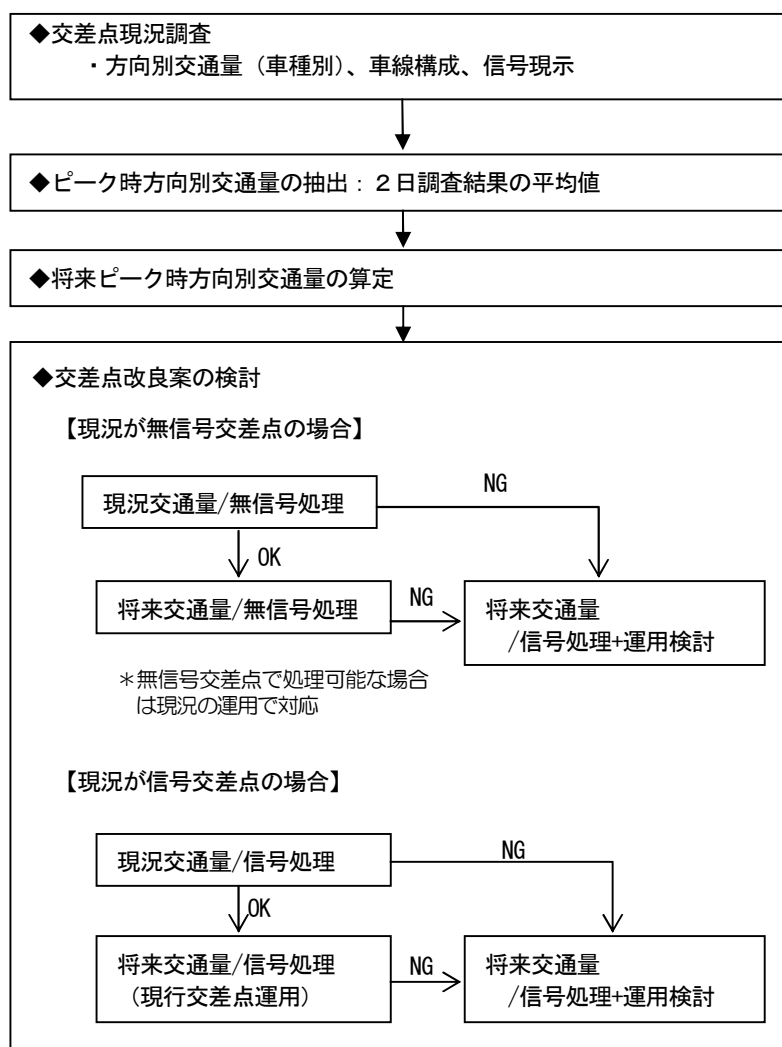 ◆交差点現況調査
・方向別交通量（車種別）、車線構成、信号現示
◆ピーク時方向別交通量の抽出：２日調査結果の平均値
◆将来ピーク時方向別交通量の算定
◆交差点改良案の検討
【現況が無信号交差点の場合】
現況交通量/無信号処理
NG
OK
将来交通量/無信号処理
NG
将来交通量
/信号処理+運用検討
＊無信号交差点で処理可能な場合
は現況の運用で対応
【現況が信号交差点の場合】
現況交通量/信号処理
NG
OK
将来交通量/信号処理
（現行交差点運用）
NG
将来交通量
/信号処理+運用検討